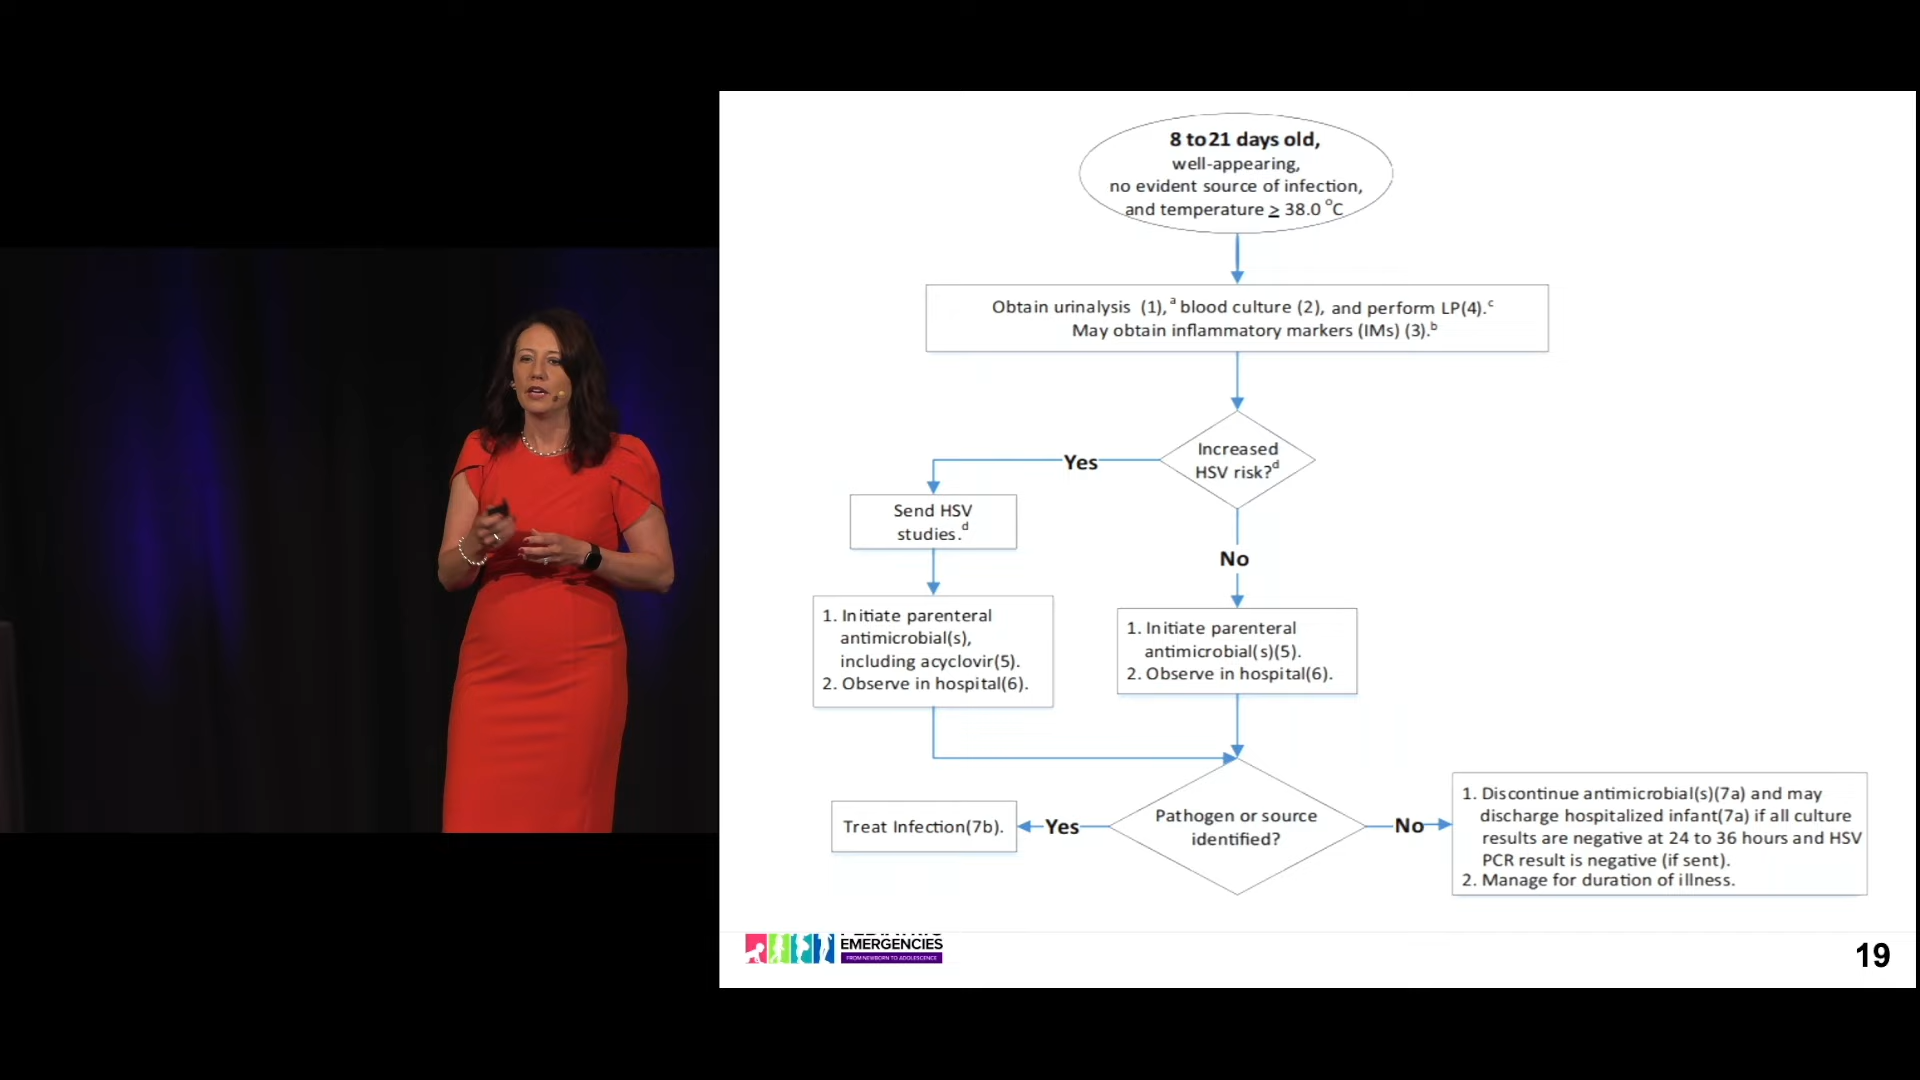 8 to 21 days old,
well-appearing,
no evident source of infection,
and temperature ≥ 38.0 °C
Obtain urinalysis (1),ᵃ blood culture (2), and perform LP(4).ᶜ
May obtain inflammatory markers (IMs) (3).ᵇ
Increased
HSV risk?ᵈ
Yes
Send HSV
studies.ᵈ
No
1. Initiate parenteral
antimicrobial(s),
including acyclovir(5).
2. Observe in hospital(6).
1. Initiate parenteral
antimicrobial(s)(5).
2. Observe in hospital(6).
Pathogen or source
identified?
Yes
Treat Infection(7b).
No
1. Discontinue antimicrobial(s)(7a) and may
discharge hospitalized infant(7a) if all culture
results are negative at 24 to 36 hours and HSV
PCR result is negative (if sent).
2. Manage for duration of illness.
PEDIATRIC
EMERGENCIES
FROM NEWBORN TO ADOLESCENCE
19